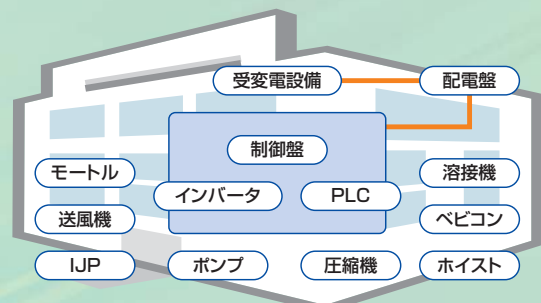 受変電設備
配電盤
制御盤
モートル
インバータ
PLC
溶接機
送風機
ベビコン
IJP
ポンプ
圧縮機
ホイスト